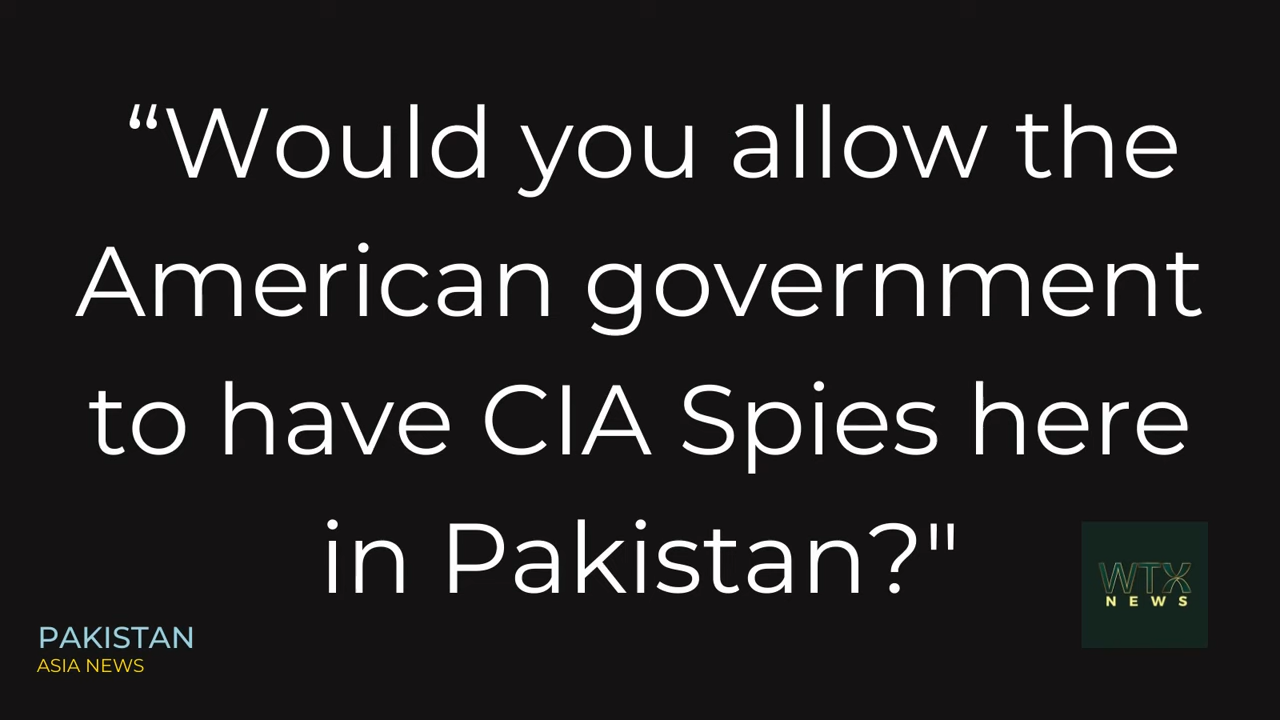 “Would you allow the
American government
to have CIA Spies here
in Pakistan?"
WTX
NEWS
PAKISTAN
ASIA NEWS